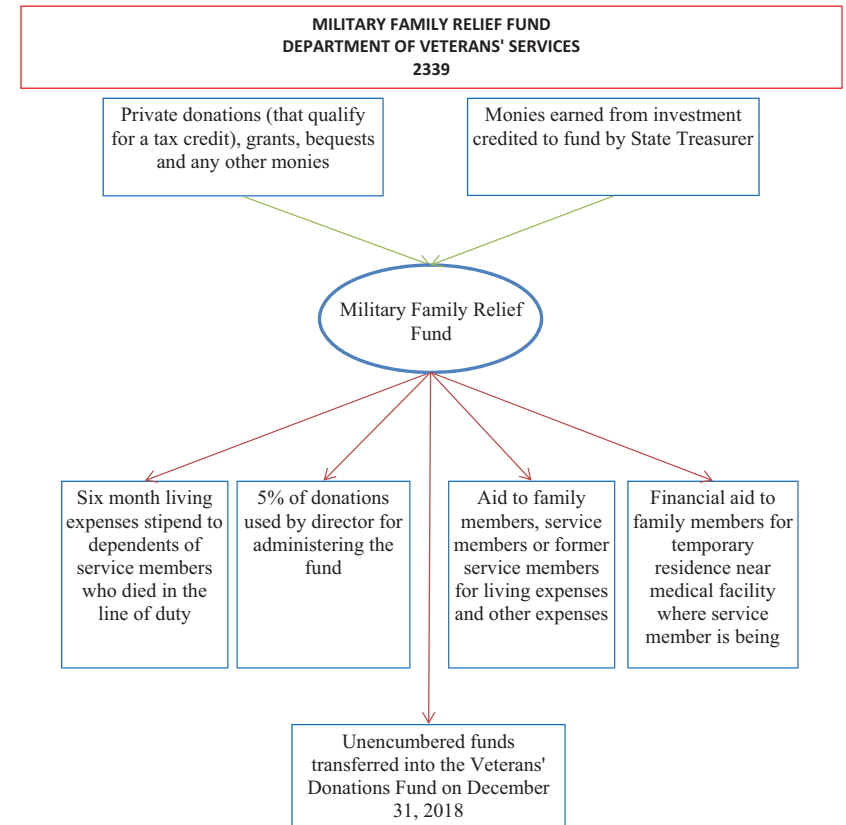 MILITARY FAMILY RELIEF FUND
DEPARTMENT OF VETERANS' SERVICES
2339
Private donations (that qualify
for a tax credit), grants, bequests
and any other monies
Monies earned from investment
credited to fund by State Treasurer
Military Family Relief
Fund
Six month living
expenses stipend to
dependents of
service members
who died in the
line of duty
5% of donations
used by director for
administering the
fund
Aid to family
members, service
members or former
service members
for living expenses
and other expenses
Financial aid to
family members for
temporary
residence near
medical facility
where service
member is being
Unencumbered funds
transferred into the Veterans'
Donations Fund on December
31, 2018